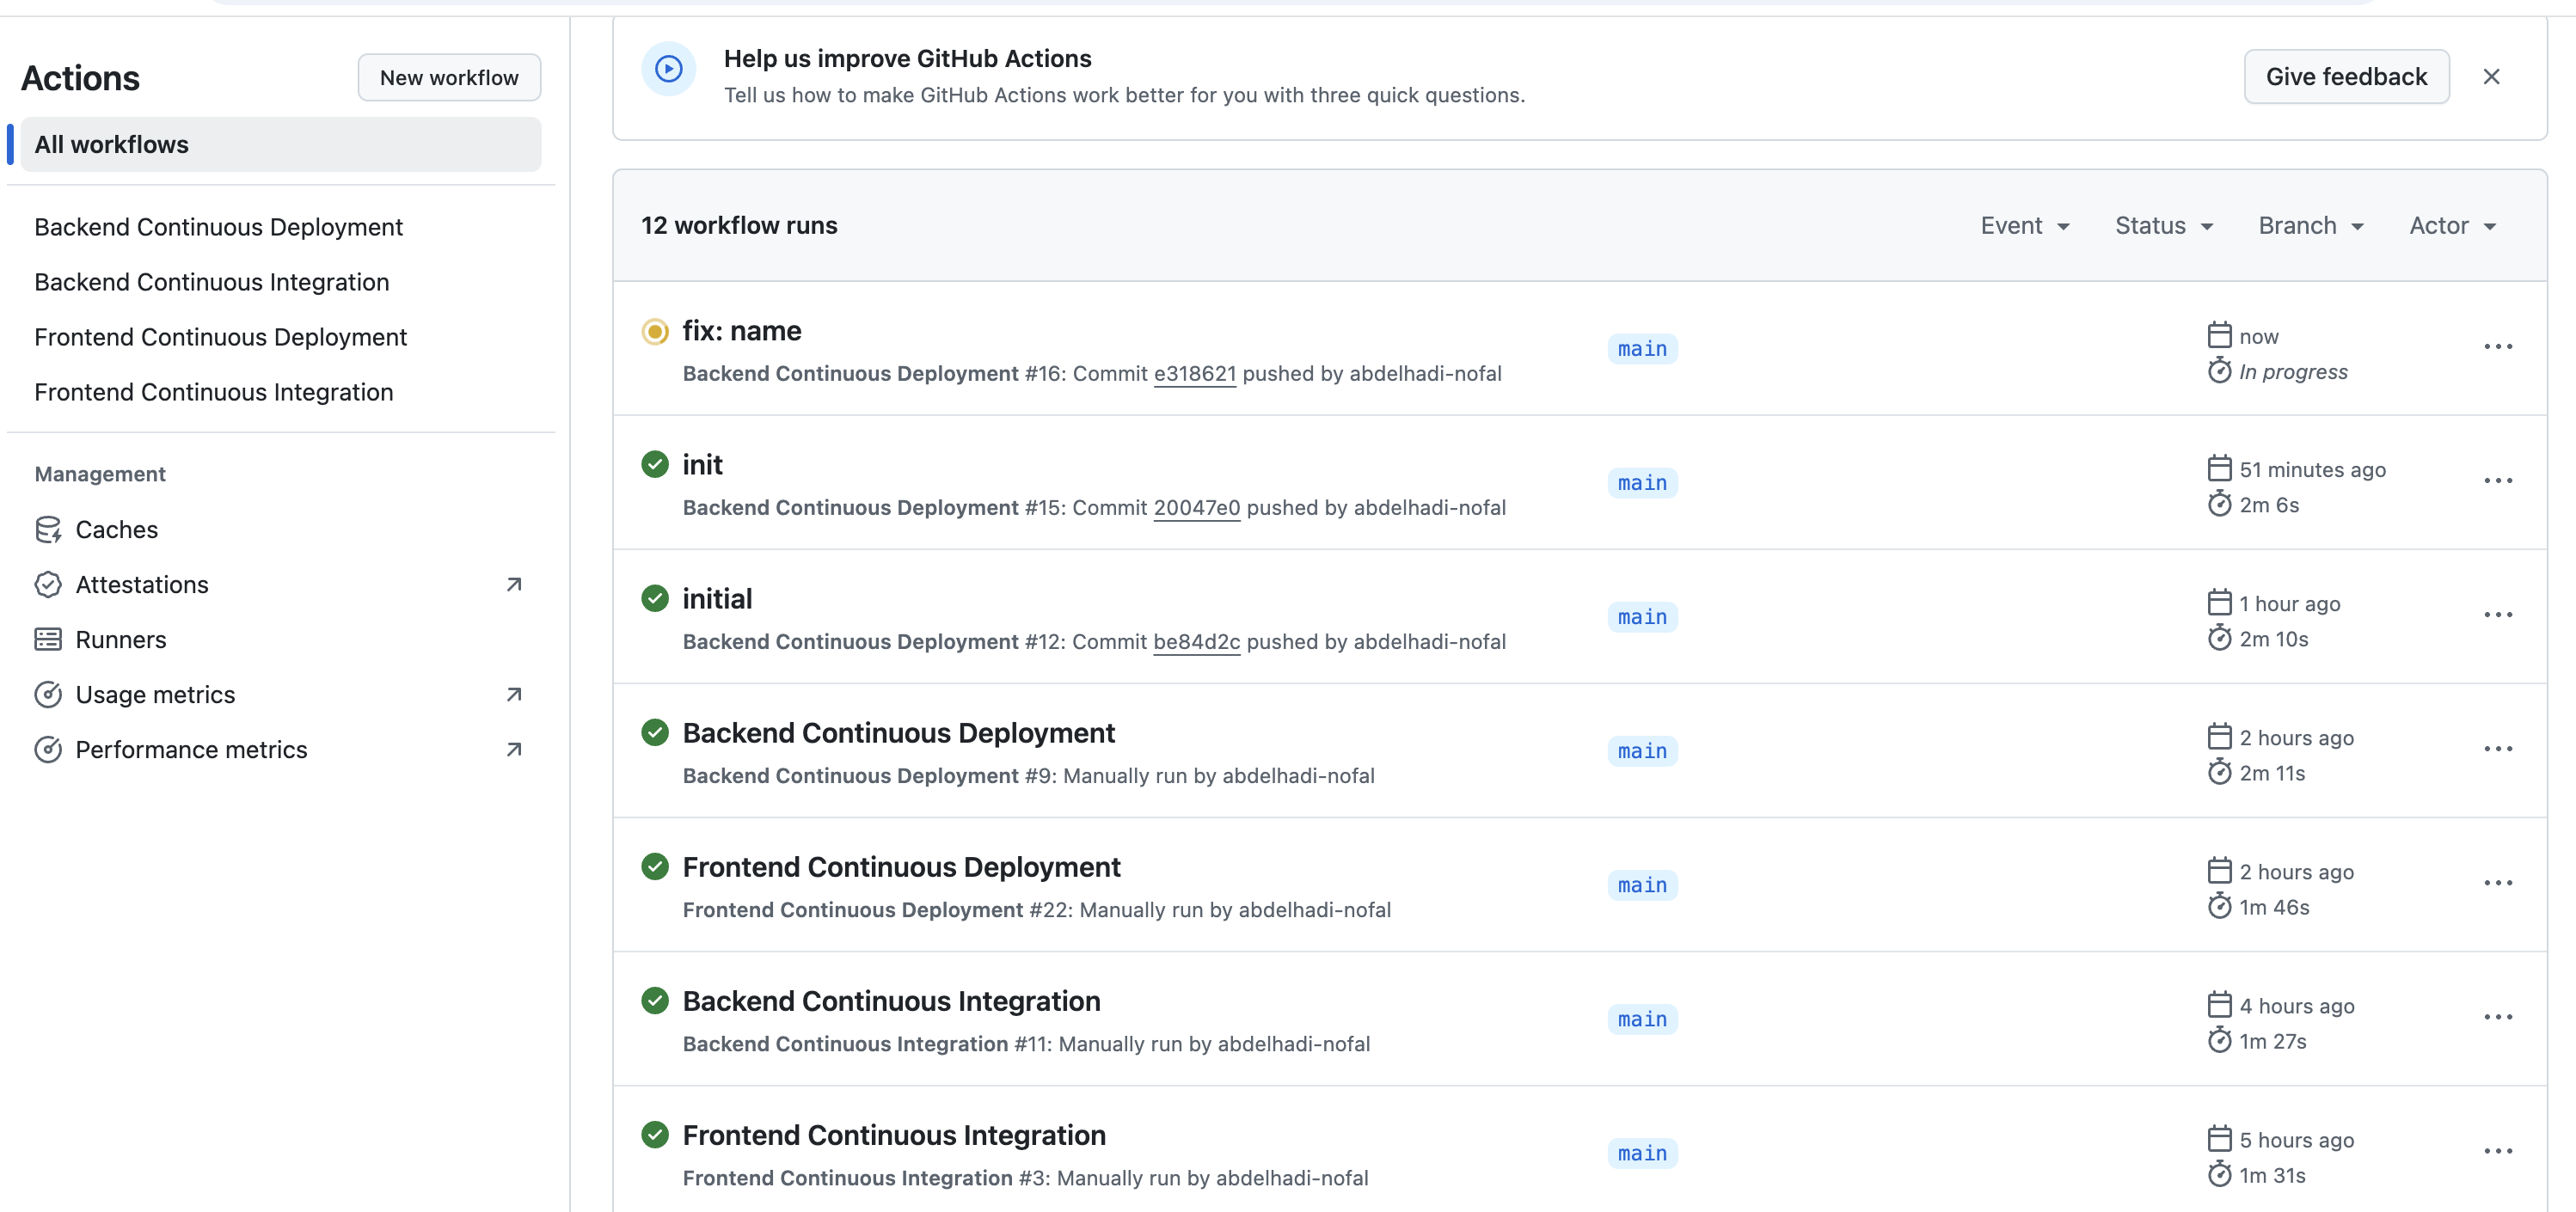 Actions
New workflow
All workflows
Backend Continuous Deployment
Backend Continuous Integration
Frontend Continuous Deployment
Frontend Continuous Integration
Management
Caches
Attestations
Runners
Usage metrics
Performance metrics
Help us improve GitHub Actions
Tell us how to make GitHub Actions work better for you with three quick questions.
Give feedback
12 workflow runs
Event
Status
Branch
Actor
fix: name
Backend Continuous Deployment #16: Commit e318621 pushed by abdelhadi-nofal
main
now
In progress
init
Backend Continuous Deployment #15: Commit 20047e0 pushed by abdelhadi-nofal
main
51 minutes ago
2m 6s
initial
Backend Continuous Deployment #12: Commit be84d2c pushed by abdelhadi-nofal
main
1 hour ago
2m 10s
Backend Continuous Deployment
Backend Continuous Deployment #9: Manually run by abdelhadi-nofal
main
2 hours ago
2m 11s
Frontend Continuous Deployment
Frontend Continuous Deployment #22: Manually run by abdelhadi-nofal
main
2 hours ago
1m 46s
Backend Continuous Integration
Backend Continuous Integration #11: Manually run by abdelhadi-nofal
main
4 hours ago
1m 27s
Frontend Continuous Integration
Frontend Continuous Integration #3: Manually run by abdelhadi-nofal
main
5 hours ago
1m 31s